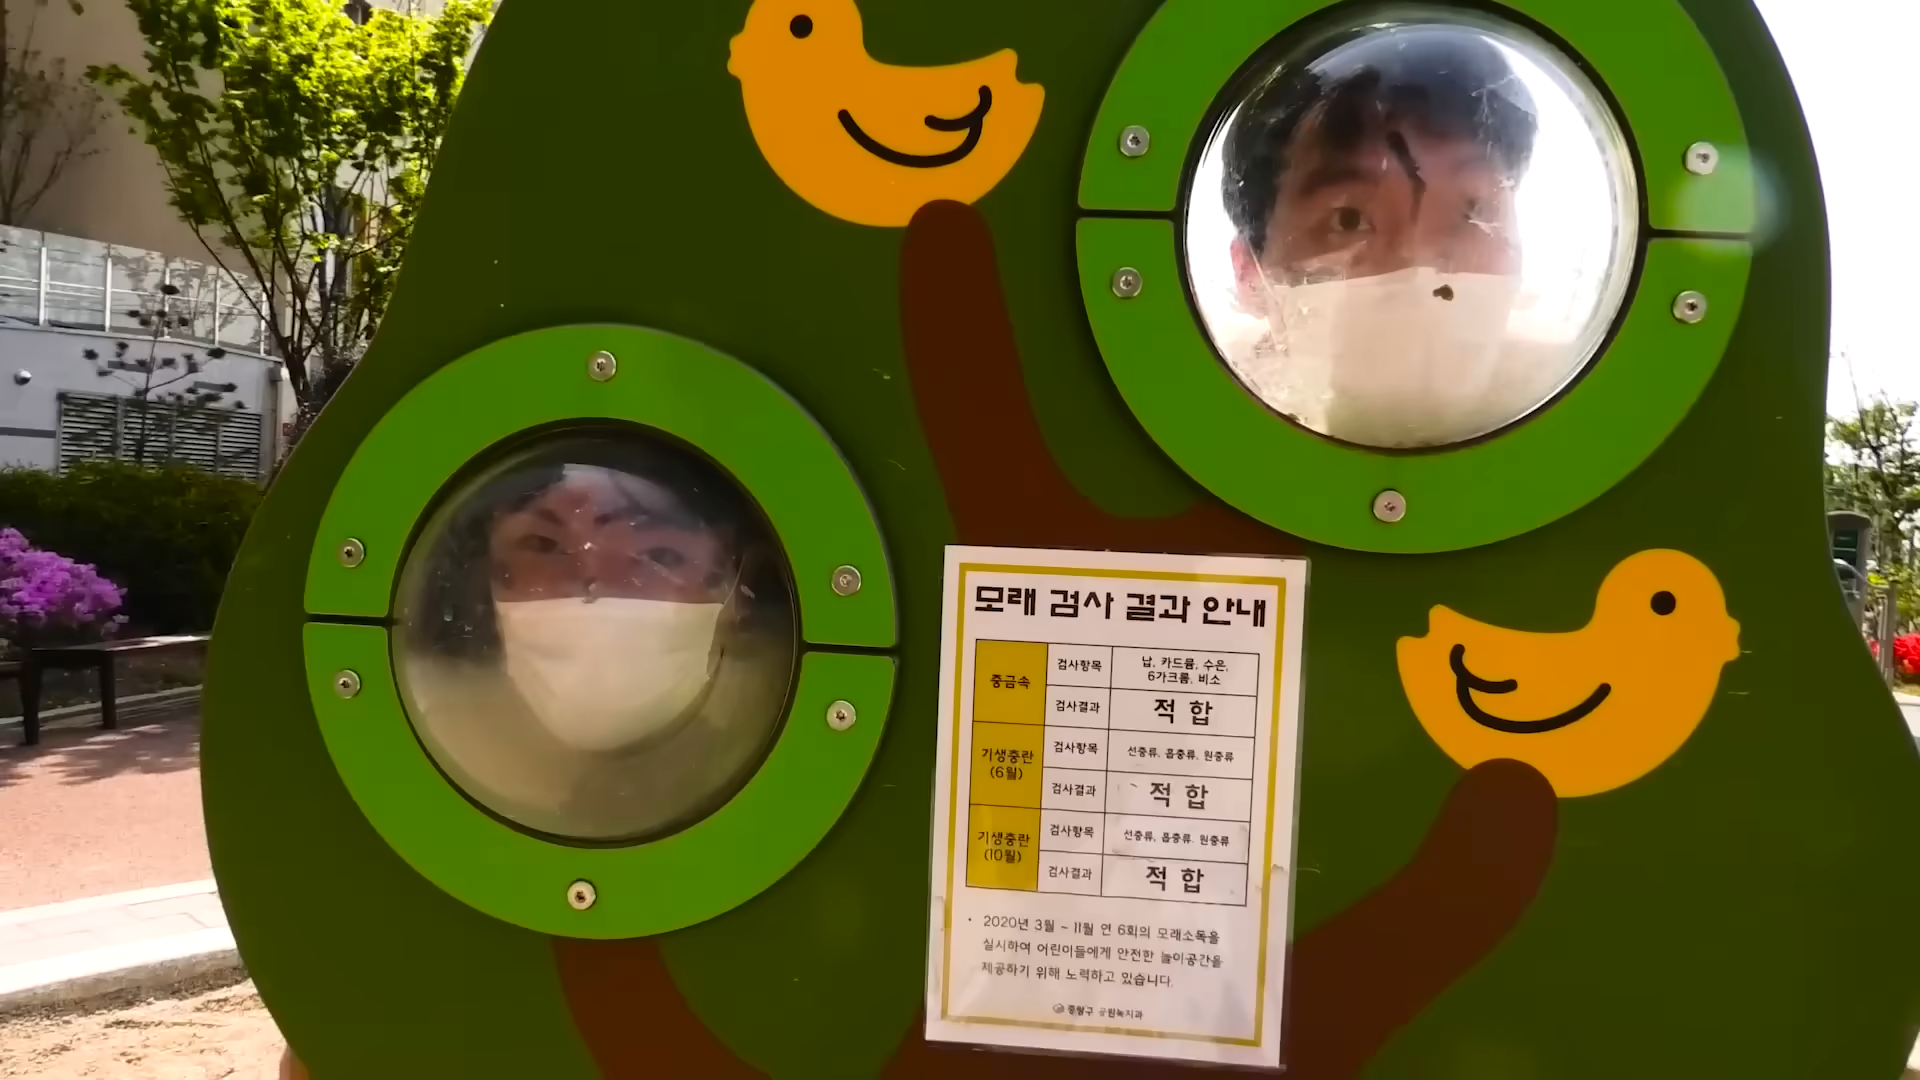 모래 검사 결과 안내
중금속
검사항목
납, 카드뮴, 수은,
6가크롬, 비소
검사결과
적 합
기생충란
(6월)
검사항목
선충류, 흡충류, 원충류
검사결과
적 합
기생충란
(10월)
검사항목
선충류, 흡충류, 원충류
검사결과
적 합
• 2020년 3월 ~ 11월 연 6회의 모래소독을
실시하여 어린이들에게 안전한 놀이공간을
제공하기 위해 노력하고 있습니다.
중랑구 공원녹지과